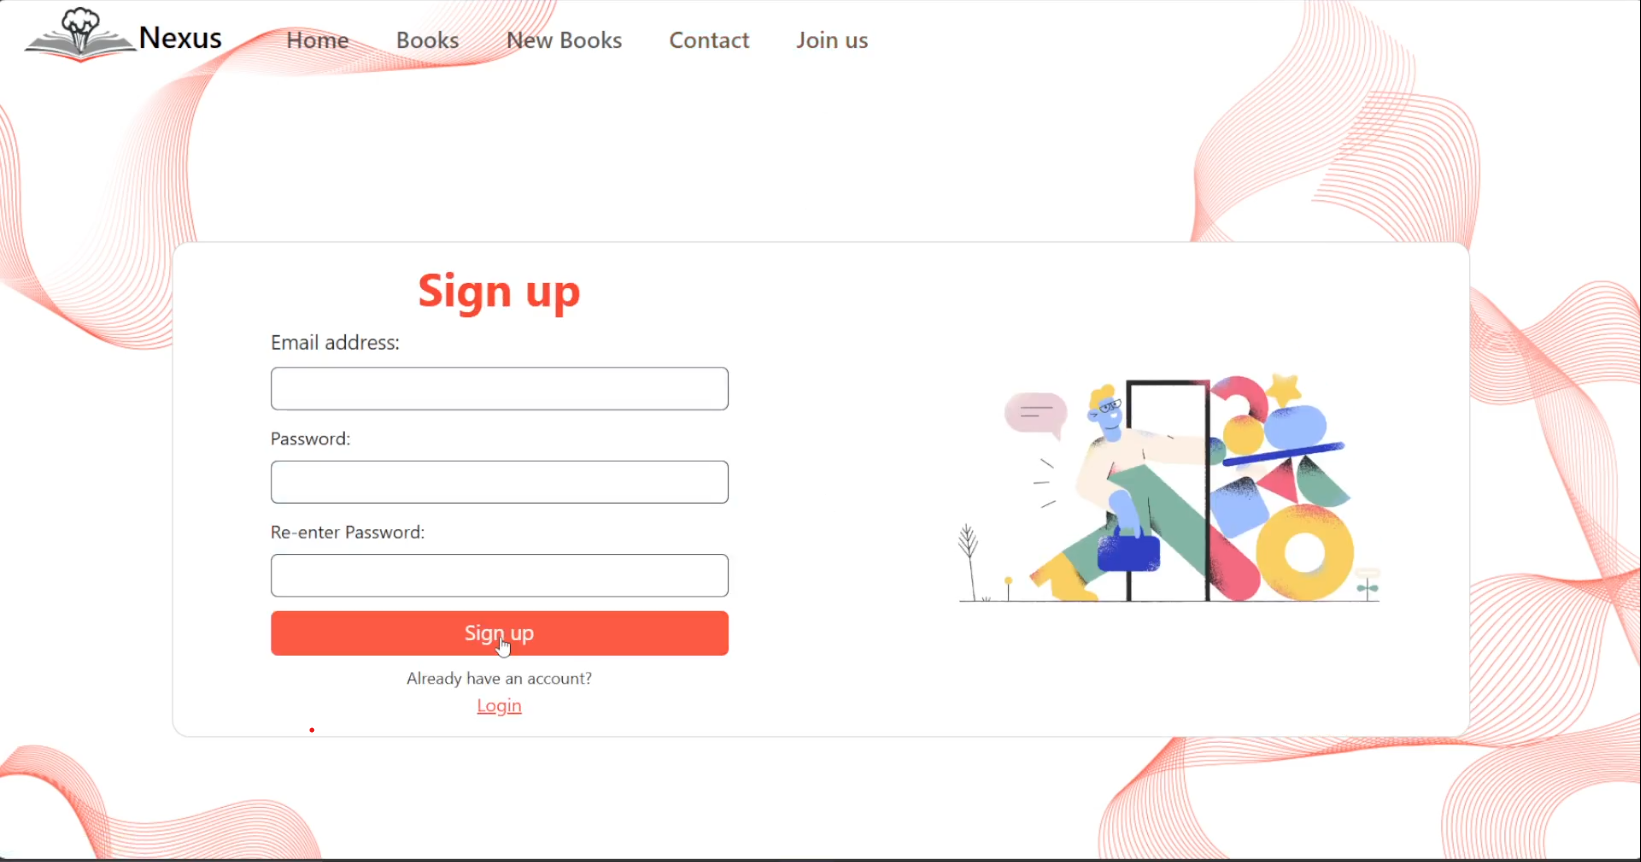 Nexus Home Books New Books Contact Join us
Sign up
Email address:
Password:
Re-enter Password:
Sign up
Already have an account?
Login